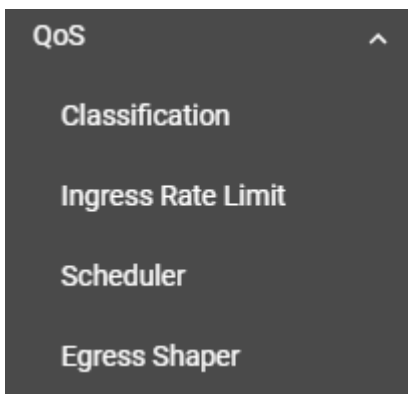 QoS
Classification
Ingress Rate Limit
Scheduler
Egress Shaper